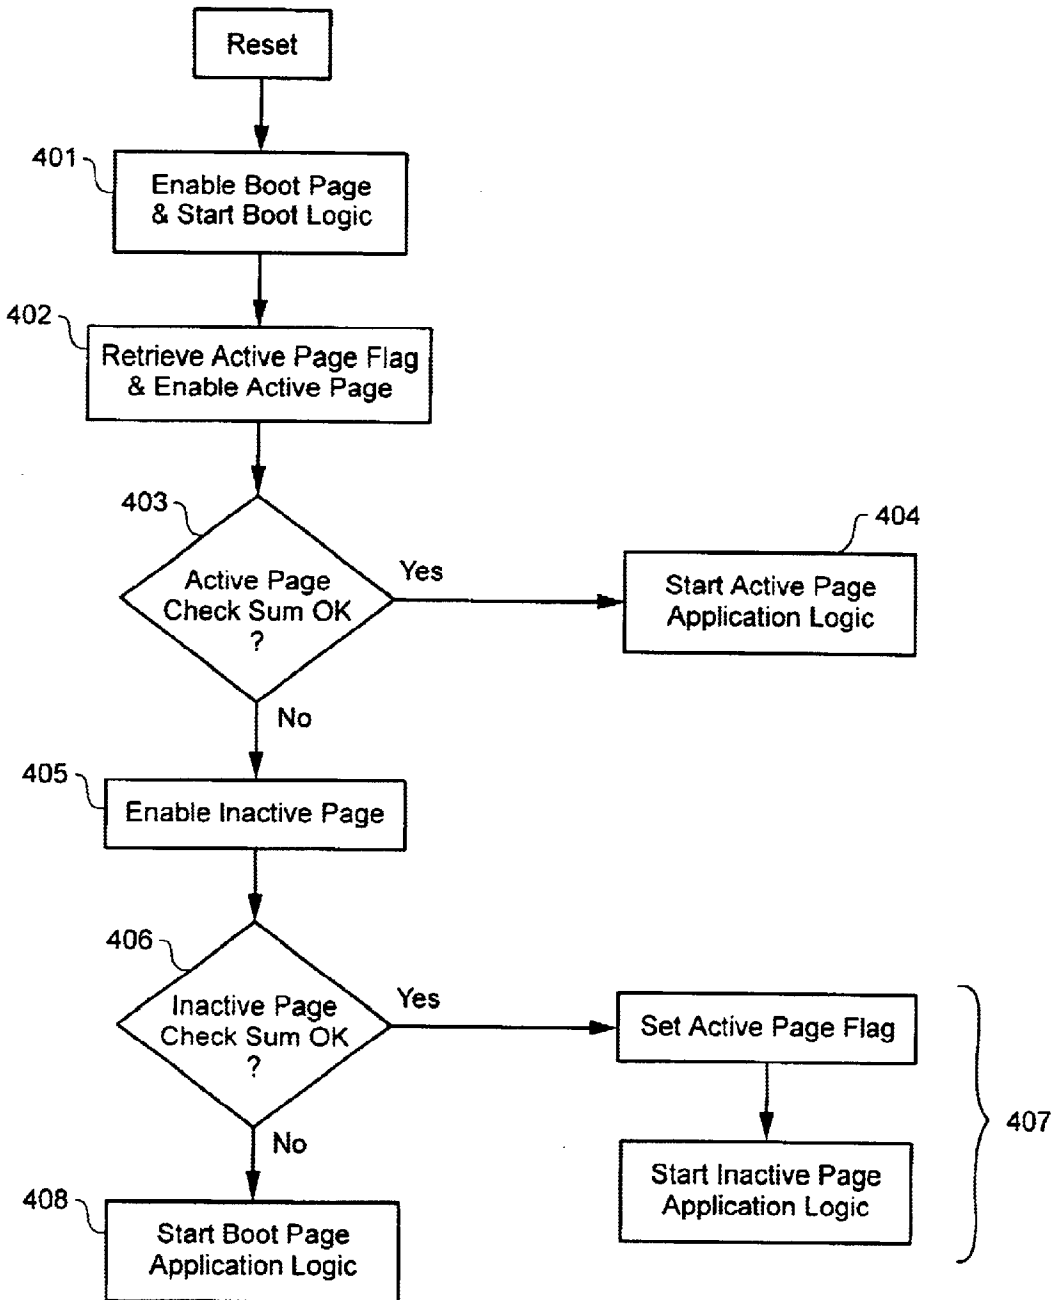 Reset
401
Enable Boot Page
& Start Boot Logic
402
Retrieve Active Page Flag
& Enable Active Page
403
Active Page
Check Sum OK
?
Yes
404
Start Active Page
Application Logic
No
405
Enable Inactive Page
406
Inactive Page
Check Sum OK
?
Yes
Set Active Page Flag
407
Start Inactive Page
Application Logic
No
408
Start Boot Page
Application Logic